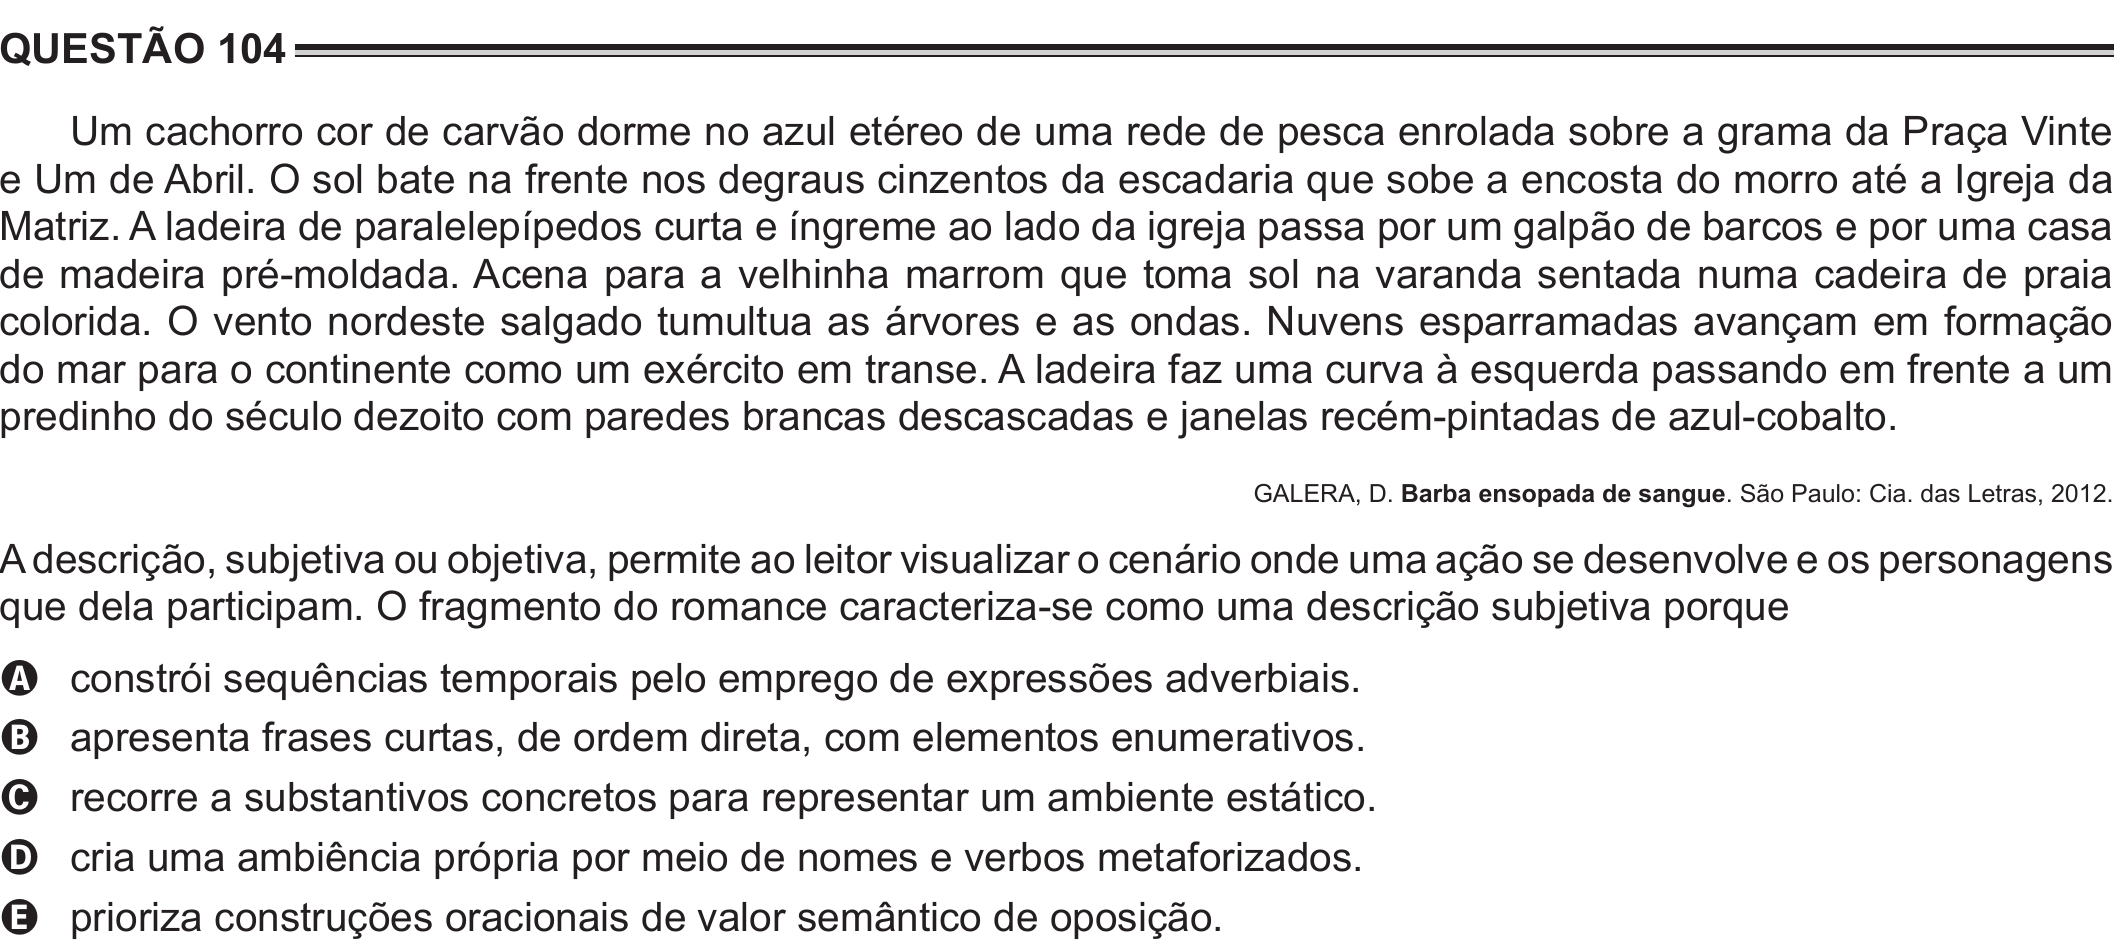 QUESTÃO 104
Um cachorro cor de carvão dorme no azul etéreo de uma rede de pesca enrolada sobre a grama da Praça Vinte
e Um de Abril. O sol bate na frente nos degraus cinzentos da escadaria que sobe a encosta do morro até a Igreja da
Matriz. A ladeira de paralelepípedos curta e íngreme ao lado da igreja passa por um galpão de barcos e por uma casa
de madeira pré-moldada. Acena para a velhinha marrom que toma sol na varanda sentada numa cadeira de praia
colorida. O vento nordeste salgado tumultua as árvores e as ondas. Nuvens esparramadas avançam em formação
do mar para o continente como um exército em transe. A ladeira faz uma curva à esquerda passando em frente a um
predinho do século dezoito com paredes brancas descascadas e janelas recém-pintadas de azul-cobalto.
GALERA, D. Barba ensopada de sangue. São Paulo: Cia. das Letras, 2012.
A descrição, subjetiva ou objetiva, permite ao leitor visualizar o cenário onde uma ação se desenvolve e os personagens
que dela participam. O fragmento do romance caracteriza-se como uma descrição subjetiva porque
A constrói sequências temporais pelo emprego de expressões adverbiais.
B apresenta frases curtas, de ordem direta, com elementos enumerativos.
C recorre a substantivos concretos para representar um ambiente estático.
D cria uma ambiência própria por meio de nomes e verbos metaforizados.
E prioriza construções oracionais de valor semântico de oposição.